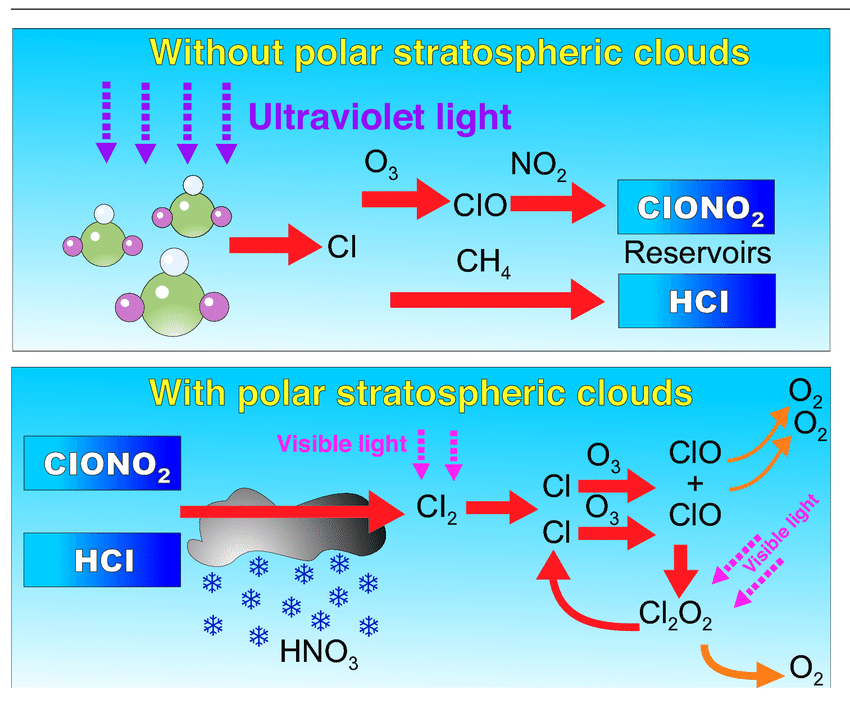 Without polar stratospheric clouds
Ultraviolet light
O₃
NO₂
Cl
ClO
ClONO₂
Reservoirs
CH₄
HCl
With polar stratospheric clouds
O₂
O₂
Visible light
ClONO₂
Cl₂
Cl
O₃
ClO
+
Cl
O₃
ClO
Visible light
HCl
Cl₂O₂
HNO₃
O₂